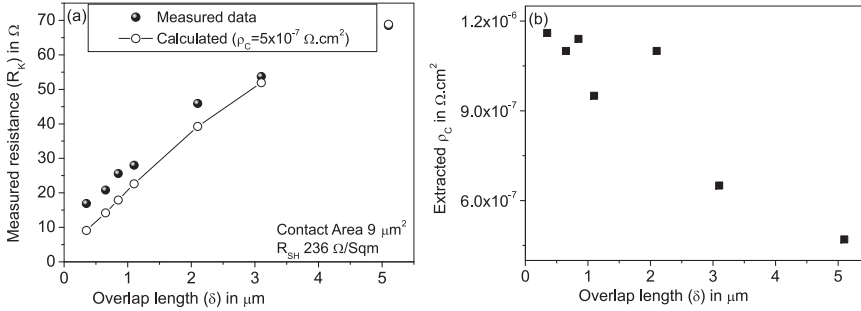 (a)
Measured data
Calculated (ρC=5x10⁻⁷ Ω.cm²)
Measured resistance (RK) in Ω
70
60
50
40
30
20
10
0
Contact Area 9 μm²
RSH 236 Ω/Sqm
0 1 2 3 4 5
Overlap length (δ) in μm
(b)
Extracted ρC in Ω.cm²
1.2x10⁻⁶
9.0x10⁻⁷
6.0x10⁻⁷
0 1 2 3 4 5
Overlap length (δ) in μm